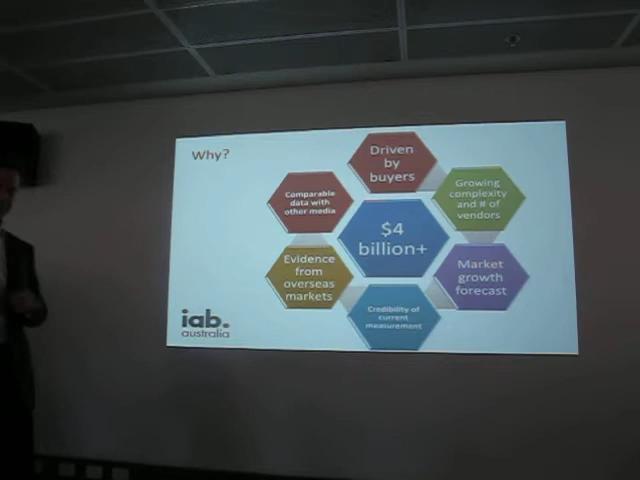 Why?
Driven
by
buyers
Comparable
data with
other media
Growing
complexity
and # of
vendors
$4
billion+
Evidence
from
overseas
markets
Market
growth
forecast
Credibility of
current
measurement
iab.
australia